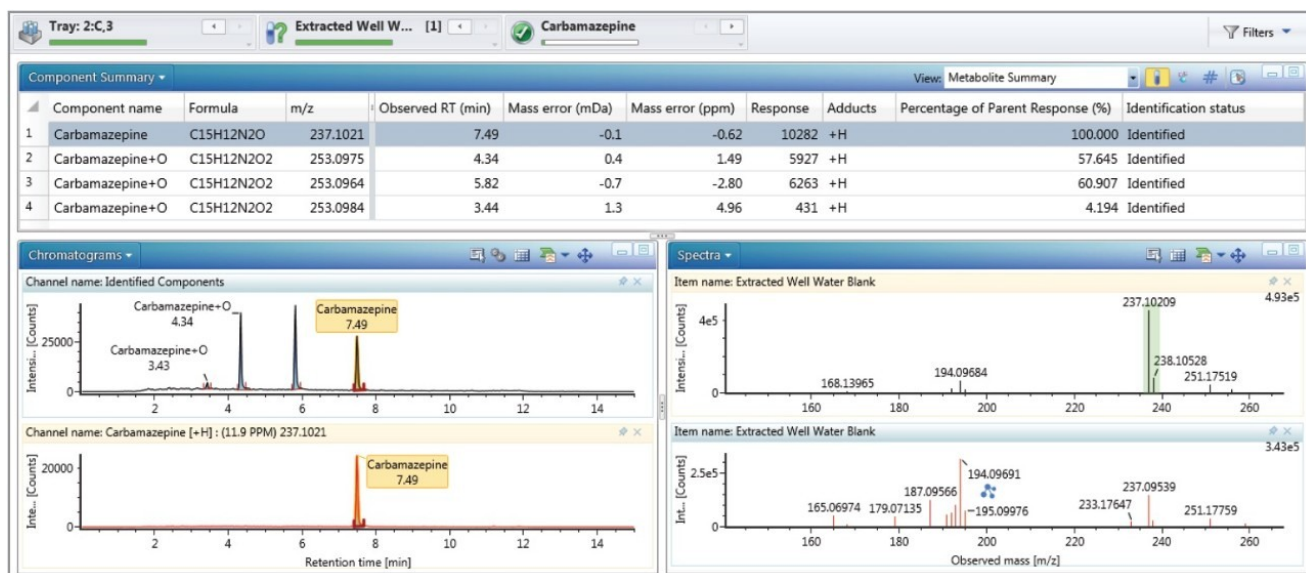 Tray: 2:C,3
Extracted Well W... [1]
Carbamazepine
Filters
Component Summary
View: Metabolite Summary
Component name Formula m/z Observed RT (min) Mass error (mDa) Mass error (ppm) Response Adducts Percentage of Parent Response (%) Identification status
1 Carbamazepine C15H12N2O 237.1021 7.49 -0.1 -0.62 10282 +H 100.000 Identified
2 Carbamazepine+O C15H12N2O2 253.0975 4.34 0.4 1.49 5927 +H 57.645 Identified
3 Carbamazepine+O C15H12N2O2 253.0964 5.82 -0.7 -2.80 6263 +H 60.907 Identified
4 Carbamazepine+O C15H12N2O2 253.0984 3.44 1.3 4.96 431 +H 4.194 Identified
Chromatograms
Channel name: Identified Components
Intensi... [Counts]
25000
0
Carbamazepine+O
4.34
Carbamazepine+O
3.43
Carbamazepine
7.49
2 4 6 8 10 12 14
Channel name: Carbamazepine [+H] : (11.9 PPM) 237.1021
Inte... [Counts]
20000
0
Carbamazepine
7.49
2 4 6 8 10 12 14
Retention time [min]
Spectra
Item name: Extracted Well Water Blank
4.93e5
Intensi... [Counts]
4e5
0
168.13965
194.09684
237.10209
238.10528
251.17519
160 180 200 220 240 260
Item name: Extracted Well Water Blank
3.43e5
Int... [Counts]
2.5e5
0
165.06974
179.07135
187.09566
194.09691
195.09976
233.17647
237.09539
251.17759
160 180 200 220 240 260
Observed mass [m/z]